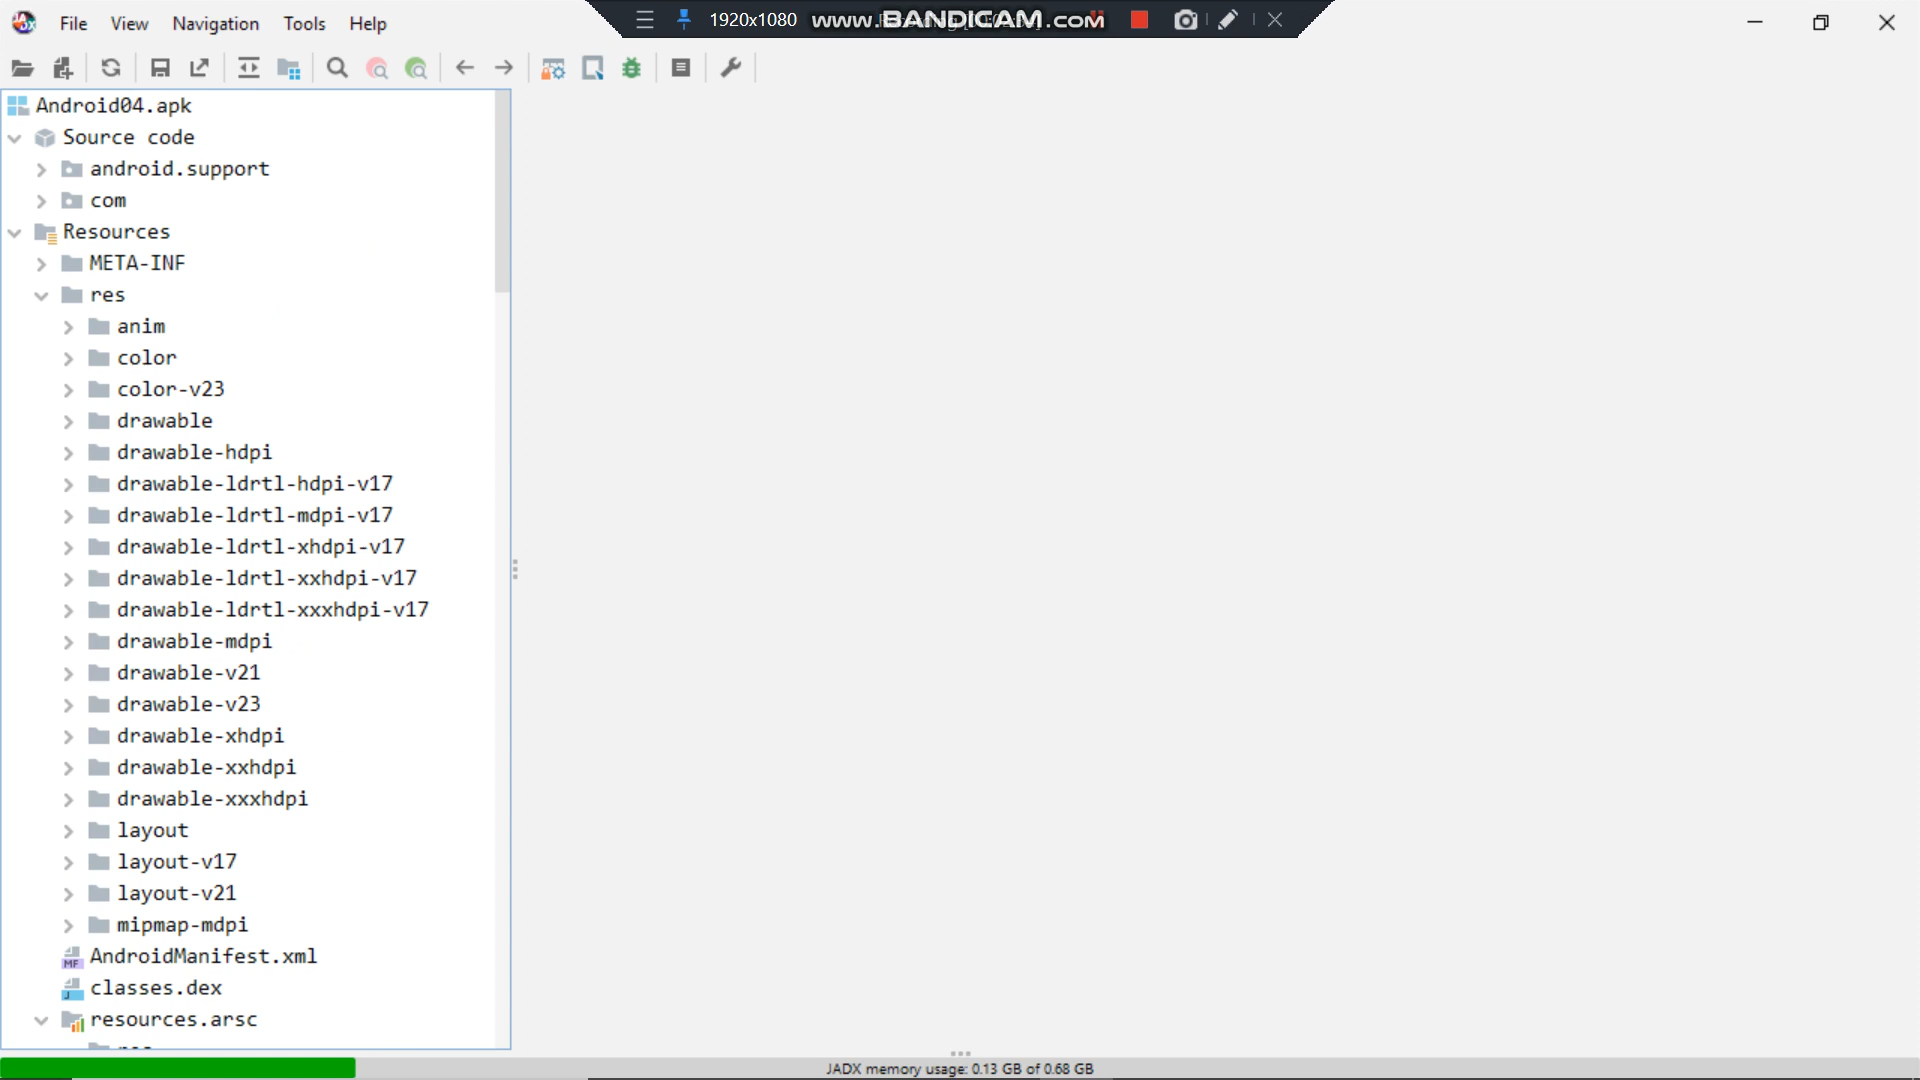 File View Navigation Tools Help
1920x1080 www.BANDICAM.com
Android04.apk
Source code
android.support
com
Resources
META-INF
res
anim
color
color-v23
drawable
drawable-hdpi
drawable-ldrtl-hdpi-v17
drawable-ldrtl-mdpi-v17
drawable-ldrtl-xhdpi-v17
drawable-ldrtl-xxhdpi-v17
drawable-ldrtl-xxxhdpi-v17
drawable-mdpi
drawable-v21
drawable-v23
drawable-xhdpi
drawable-xxhdpi
drawable-xxxhdpi
layout
layout-v17
layout-v21
mipmap-mdpi
MF AndroidManifest.xml
J classes.dex
resources.arsc
JADX memory usage: 0.13 GB of 0.68 GB